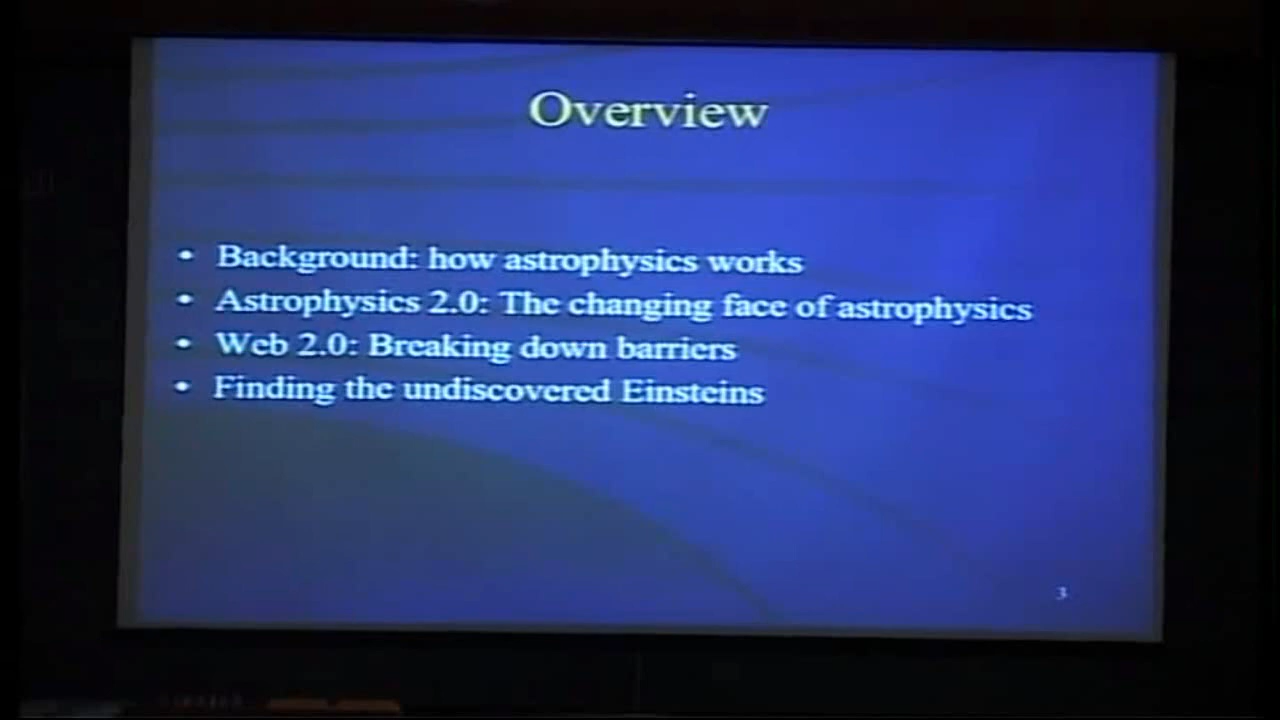 Overview
• Background: how astrophysics works
• Astrophysics 2.0: The changing face of astrophysics
• Web 2.0: Breaking down barriers
• Finding the undiscovered Einsteins
3